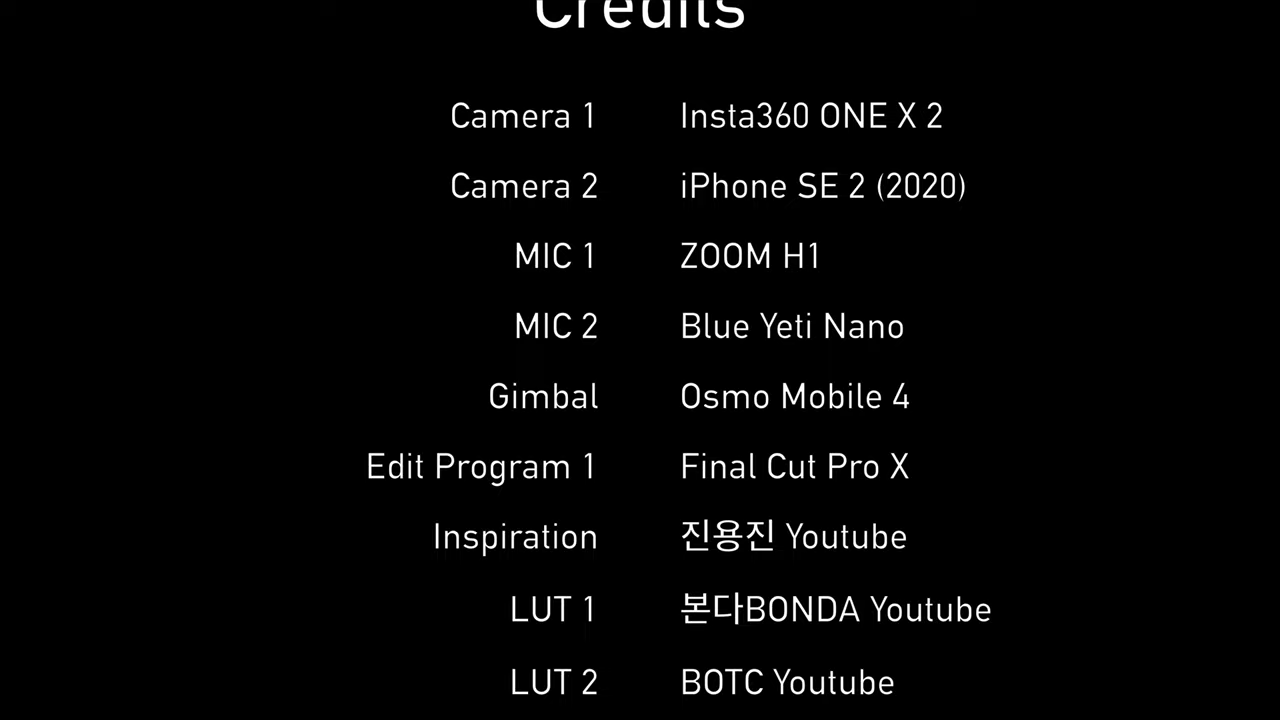 Credits
Camera 1 Insta360 ONE X 2
Camera 2 iPhone SE 2 (2020)
MIC 1 ZOOM H1
MIC 2 Blue Yeti Nano
Gimbal Osmo Mobile 4
Edit Program 1 Final Cut Pro X
Inspiration 진용진 Youtube
LUT 1 본다BONDA Youtube
LUT 2 BOTC Youtube